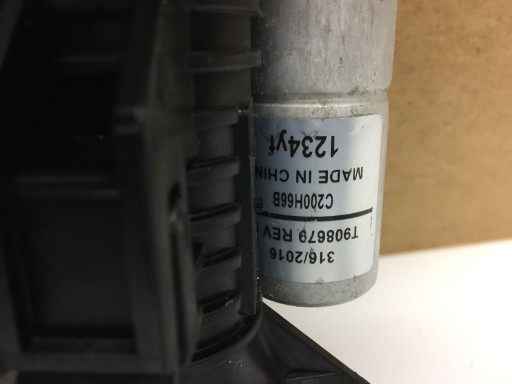 316/2016
T908679 REV
C200H66B
MADE IN CHIN
1234yf